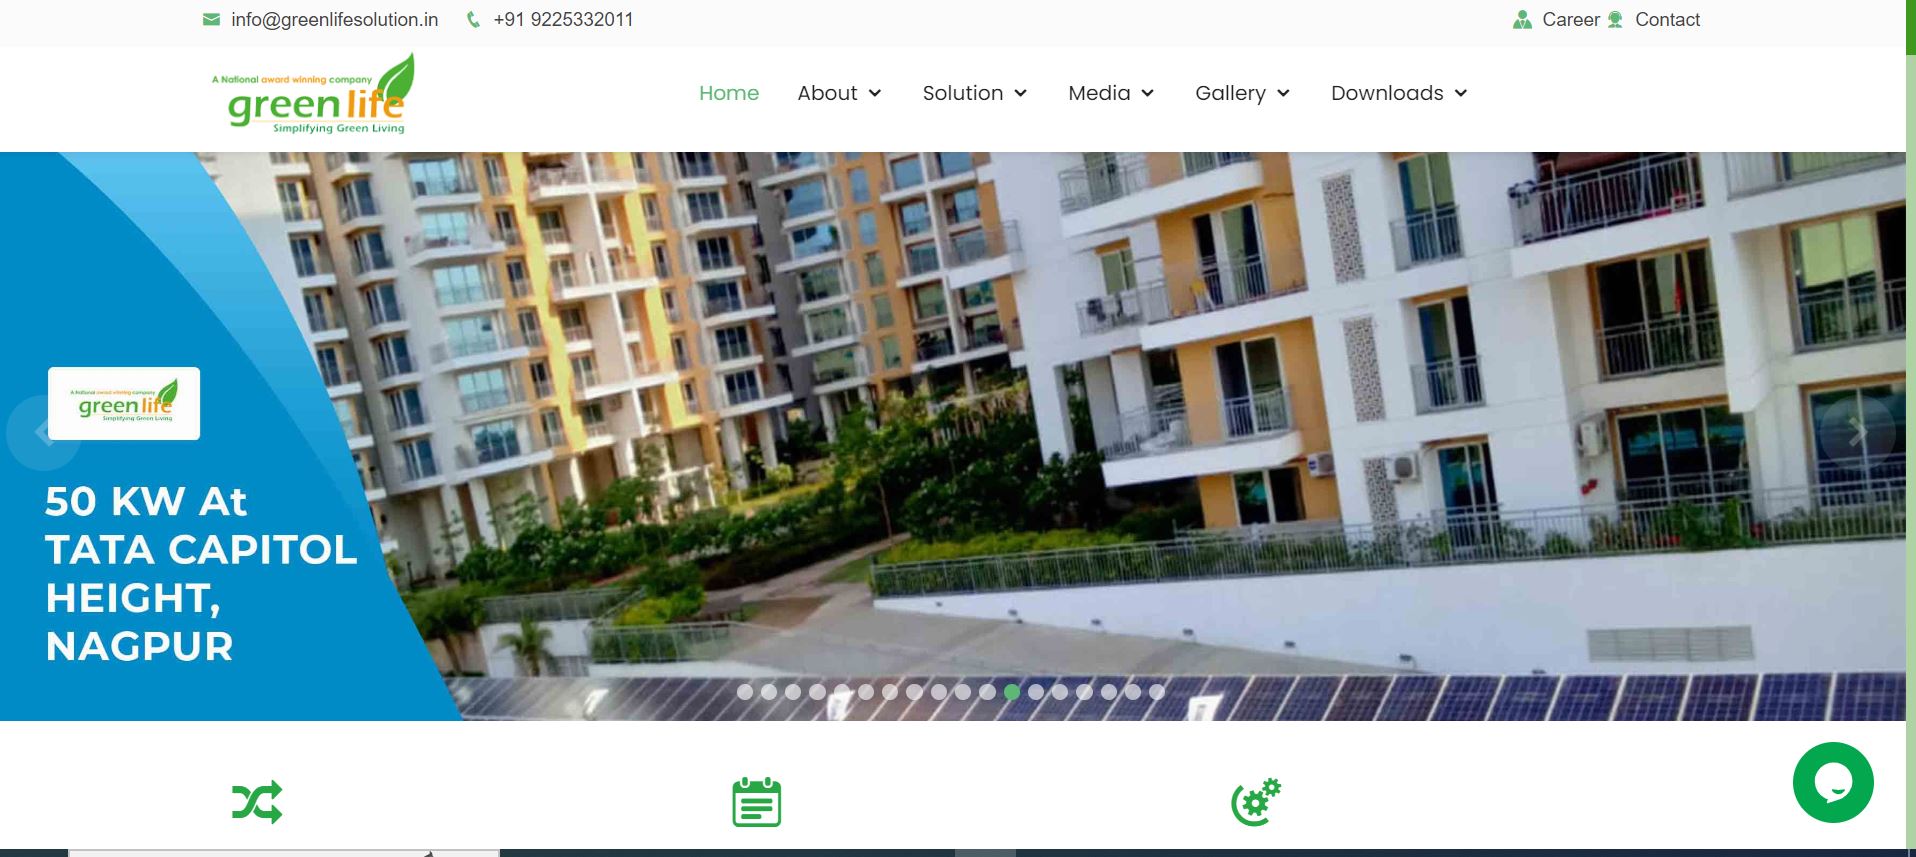 info@greenlifesolution.in +91 9225332011 Career Contact
A National award winning company
green life
Simplifying Green Living
Home About Solution Media Gallery Downloads
A National award winning company
green life
Simplifying Green Living
50 KW At
TATA CAPITOL
HEIGHT,
NAGPUR